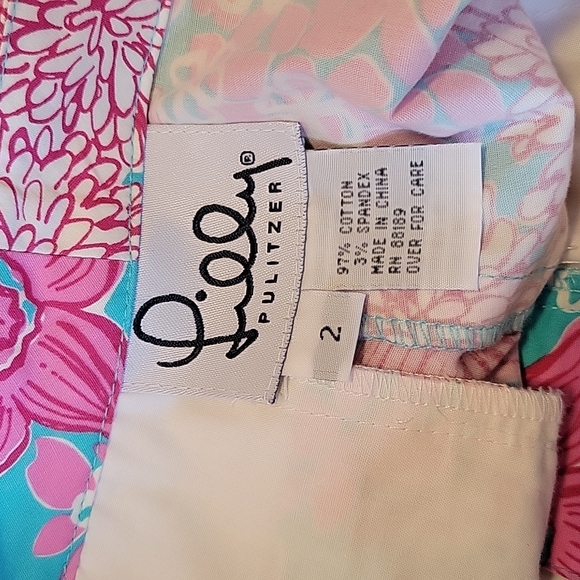 Lilly®
PULITZER
97% COTTON
3% SPANDEX
MADE IN CHINA
RN 88189
OVER FOR CARE
2